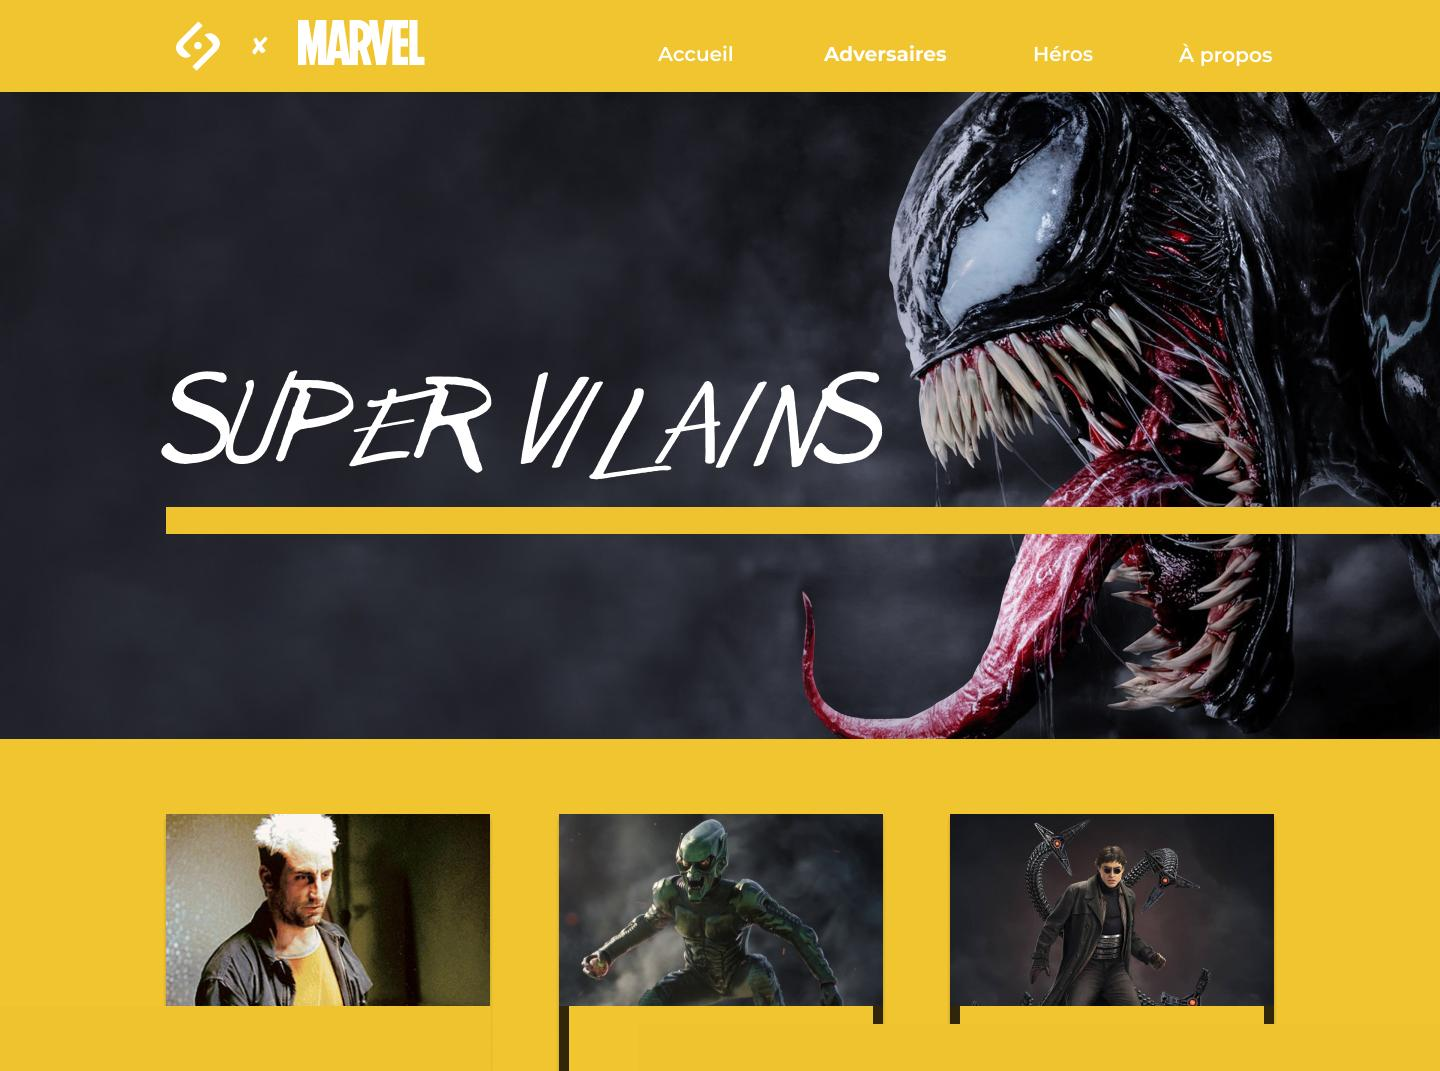 x MARVEL
Accueil Adversaires Héros À propos
SUPER VILAINS